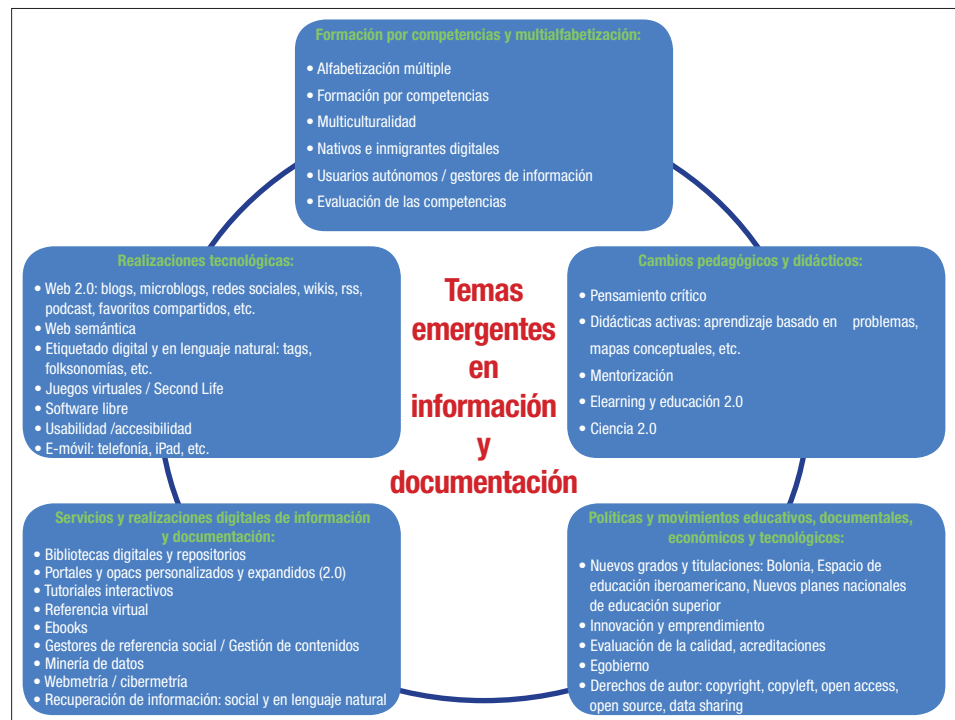 Formación por competencias y multialfabetización:
• Alfabetización múltiple
• Formación por competencias
• Multiculturalidad
• Nativos e inmigrantes digitales
• Usuarios autónomos / gestores de información
• Evaluación de las competencias
Realizaciones tecnológicas:
• Web 2.0: blogs, microblogs, redes sociales, wikis, rss,
podcast, favoritos compartidos, etc.
• Web semántica
• Etiquetado digital y en lenguaje natural: tags,
folksonomías, etc.
• Juegos virtuales / Second Life
• Software libre
• Usabilidad /accesibilidad
• E-móvil: telefonía, iPad, etc.
Temas
emergentes
en
información
y
documentación
Cambios pedagógicos y didácticos:
• Pensamiento crítico
• Didácticas activas: aprendizaje basado en problemas,
mapas conceptuales, etc.
• Mentorización
• Elearning y educación 2.0
• Ciencia 2.0
Servicios y realizaciones digitales de información
y documentación:
• Bibliotecas digitales y repositorios
• Portales y opacs personalizados y expandidos (2.0)
• Tutoriales interactivos
• Referencia virtual
• Ebooks
• Gestores de referencia social / Gestión de contenidos
• Minería de datos
• Webmetría / cibermetría
• Recuperación de información: social y en lenguaje natural
Políticas y movimientos educativos, documentales,
económicos y tecnológicos:
• Nuevos grados y titulaciones: Bolonia, Espacio de
educación iberoamericano, Nuevos planes nacionales
de educación superior
• Innovación y emprendimiento
• Evaluación de la calidad, acreditaciones
• Egobierno
• Derechos de autor: copyright, copyleft, open access,
open source, data sharing